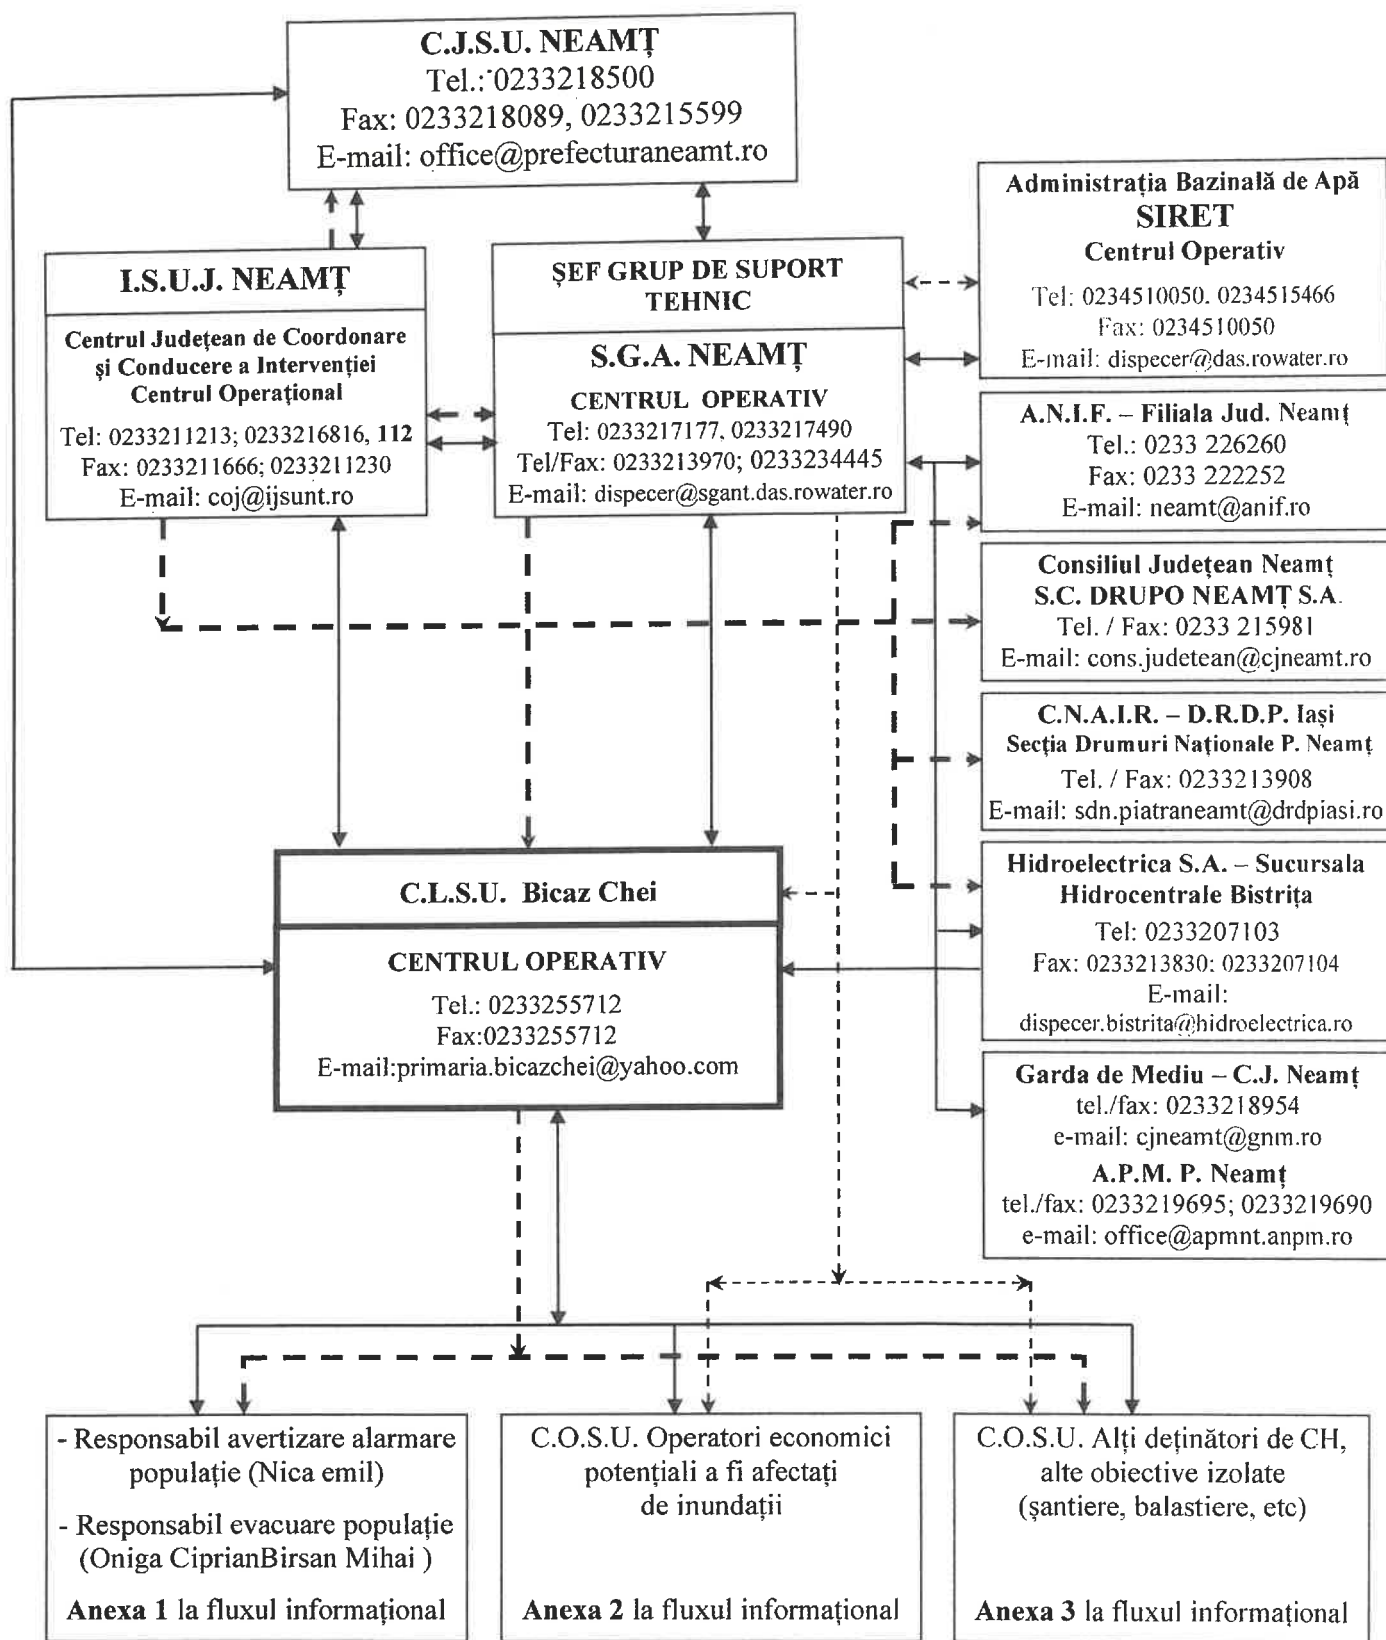 C.J.S.U. NEAMȚ
Tel.: 0233218500
Fax: 0233218089, 0233215599
E-mail: office@prefecturaneamt.ro
I.S.U.J. NEAMȚ
Centrul Județean de Coordonare
și Conducere a Intervenției
Centrul Operațional
Tel: 0233211213; 0233216816, 112
Fax: 0233211666; 0233211230
E-mail: coj@ijsunt.ro
ȘEF GRUP DE SUPORT
TEHNIC
S.G.A. NEAMȚ
CENTRUL OPERATIV
Tel: 0233217177, 0233217490
Tel/Fax: 0233213970; 0233234445
E-mail: dispecer@sgant.das.rowater.ro
Administrația Bazinală de Apă
SIRET
Centrul Operativ
Tel: 0234510050, 0234515466
Fax: 0234510050
E-mail: dispecer@das.rowater.ro
A.N.I.F. – Filiala Jud. Neamț
Tel.: 0233 226260
Fax: 0233 222252
E-mail: neamt@anif.ro
Consiliul Județean Neamț
S.C. DRUPO NEAMȚ S.A.
Tel. / Fax: 0233 215981
E-mail: cons.judetean@cjneamt.ro
C.N.A.I.R. – D.R.D.P. Iași
Secția Drumuri Naționale P. Neamț
Tel. / Fax: 0233213908
E-mail: sdn.piatraneamt@drdpiasi.ro
Hidroelectrica S.A. – Sucursala
Hidrocentrale Bistrița
Tel: 0233207103
Fax: 0233213830; 0233207104
E-mail:
dispecer.bistrita@hidroelectrica.ro
Garda de Mediu – C.J. Neamț
tel./fax: 0233218954
e-mail: cjneamt@gnm.ro
A.P.M. P. Neamț
tel./fax: 0233219695; 0233219690
e-mail: office@apmnt.anpm.ro
C.L.S.U. Bicaz Chei
CENTRUL OPERATIV
Tel.: 0233255712
Fax:0233255712
E-mail:primaria.bicazchei@yahoo.com
- Responsabil avertizare alarmare
populație (Nica emil)
- Responsabil evacuare populație
(Oniga CiprianBirsan Mihai )
Anexa 1 la fluxul informațional
C.O.S.U. Operatori economici
potențiali a fi afectați
de inundații
Anexa 2 la fluxul informațional
C.O.S.U. Alți deținători de CH,
alte obiective izolate
(șantiere, balastiere, etc)
Anexa 3 la fluxul informațional